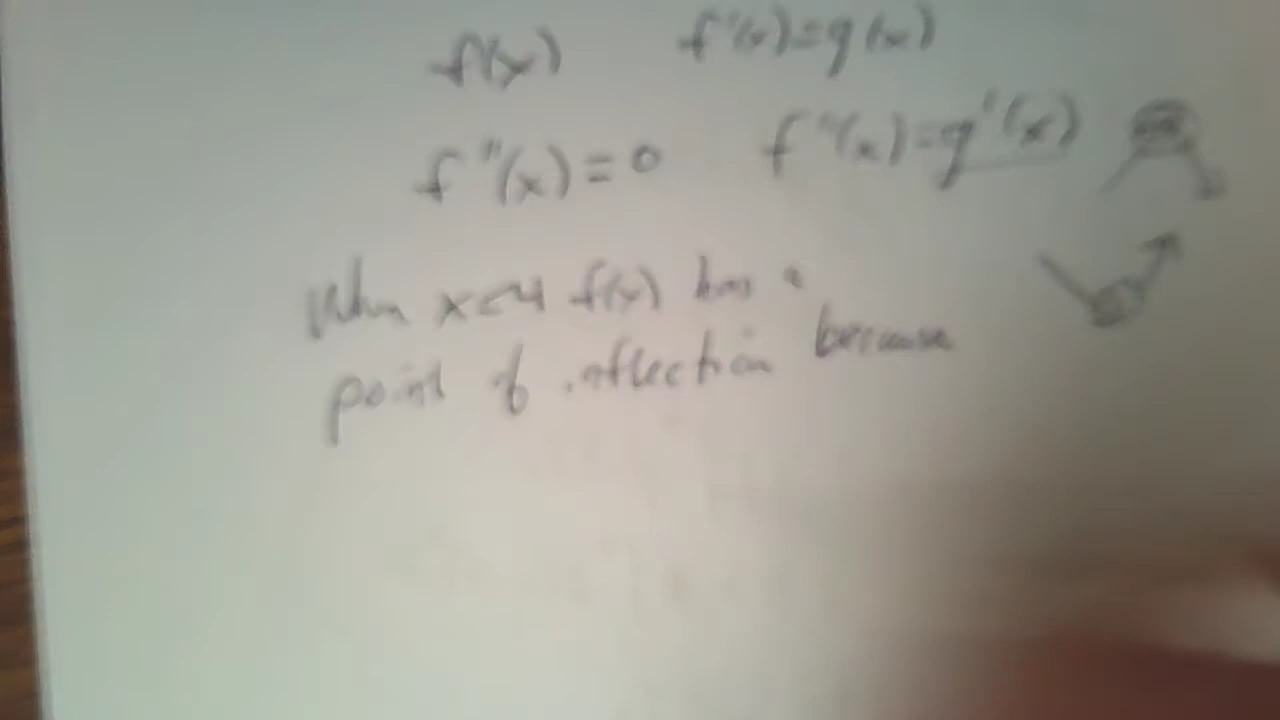 f(x) f'(x)=g(x)
f"(x)=0 f"(x)=g'(x)
When x=4 f(x) has a
point of inflection because